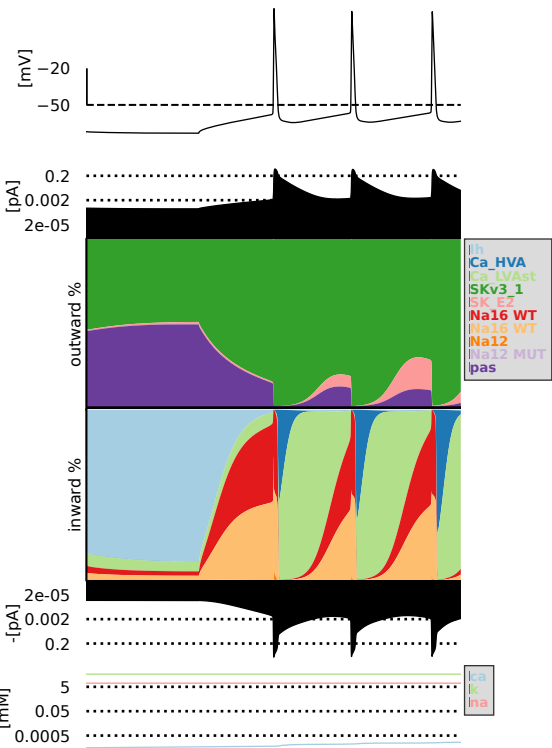 [mV]
−20
−50
[pA]
0.2
0.002
2e-05
outward %
Ih
Ca_HVA
Ca_LVAst
SKv3_1
SK_E2
Na16 WT
Na16 WT
Na12
Na12 MUT
pas
inward %
-[pA]
2e-05
0.002
0.2
[mM]
5
0.05
0.0005
ca
k
na